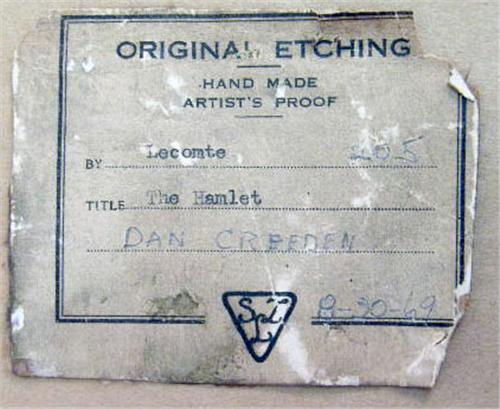 ORIGINAL ETCHING
HAND MADE
ARTIST'S PROOF
BY Lecomte 205
TITLE The Hamlet
DAN CREEDEN
8-20-69